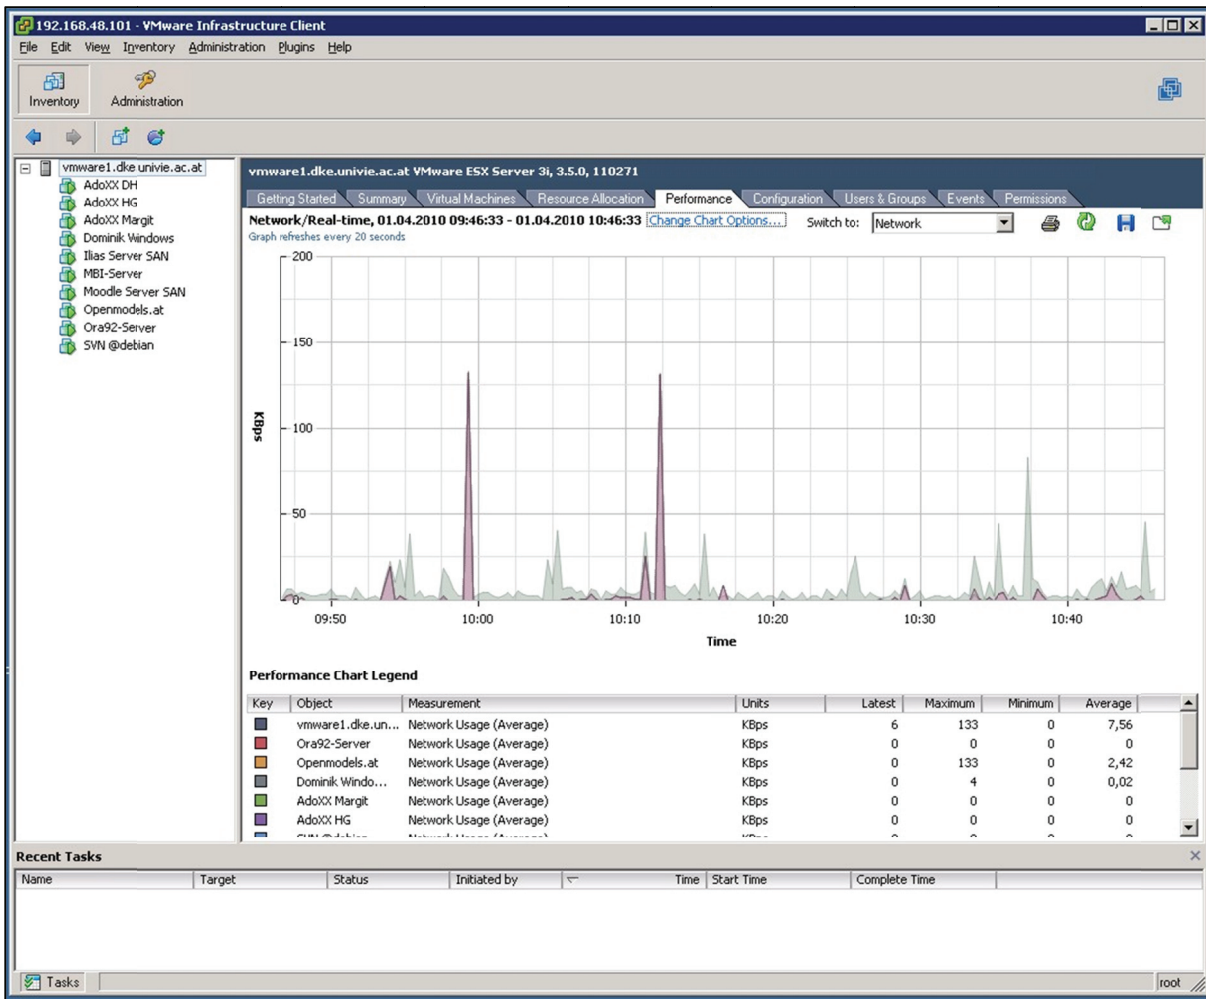 192.168.48.101 - VMware Infrastructure Client
File Edit View Inventory Administration Plugins Help
Inventory Administration
vmware1.dke.univie.ac.at
AdoXX DH
AdoXX HG
AdoXX Margit
Dominik Windows
Ilias Server SAN
MBI-Server
Moodle Server SAN
Openmodels.at
Ora92-Server
SVN @debian
vmware1.dke.univie.ac.at VMware ESX Server 3i, 3.5.0, 110271
Getting Started Summary Virtual Machines Resource Allocation Performance Configuration Users & Groups Events Permissions
Network/Real-time, 01.04.2010 09:46:33 - 01.04.2010 10:46:33 Change Chart Options... Switch to: Network
Graph refreshes every 20 seconds
200
150
100
50
0
KBps
09:50 10:00 10:10 10:20 10:30 10:40
Time
Performance Chart Legend
Key Object Measurement Units Latest Maximum Minimum Average
vmware1.dke.un... Network Usage (Average) KBps 6 133 0 7,56
Ora92-Server Network Usage (Average) KBps 0 0 0 0
Openmodels.at Network Usage (Average) KBps 0 133 0 2,42
Dominik Windo... Network Usage (Average) KBps 0 4 0 0,02
AdoXX Margit Network Usage (Average) KBps 0 0 0 0
AdoXX HG Network Usage (Average) KBps 0 0 0 0
Recent Tasks
Name Target Status Initiated by Time Start Time Complete Time
Tasks root